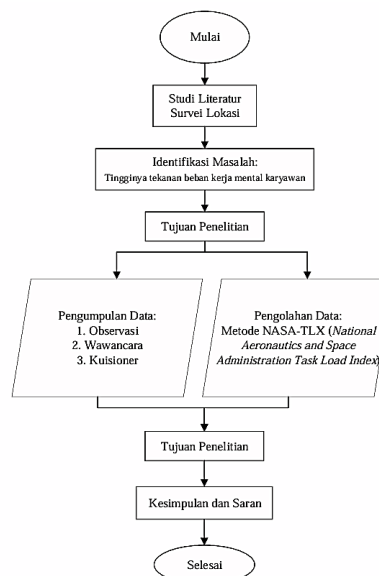 Mulai
Studi Literatur
Survei Lokasi
Identifikasi Masalah:
Tingginya tekanan beban kerja mental karyawan
Tujuan Penelitian
Pengumpulan Data:
1. Observasi
2. Wawancara
3. Kuisioner
Pengolahan Data:
Metode NASA-TLX (National
Aeronautics and Space
Administration Task Load Index)
Tujuan Penelitian
Kesimpulan dan Saran
Selesai